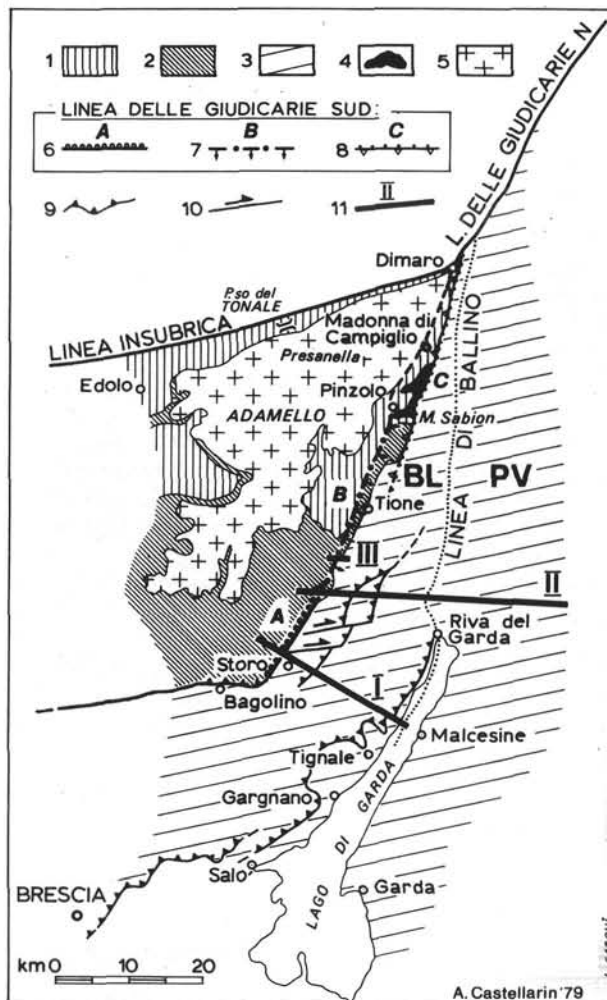 1 2 3 4 5
LINEA DELLE GIUDICARIE SUD:
A B C
6 7 8
II
9 10 11
L. DELLE GIUDICARIE N
Dimaro
P.so del
TONALE
LINEA INSUBRICA
Madonna di
Campiglio
Presanella
Edolo
Pinzolo
C
ADAMELLO
M. Sabion
LINEA DI BALLINO
B
BL PV
Tione
III
II
A
Riva del
Garda
Storo
I
Bagolino
Malcesine
Tignale
Gargnano
LAGO DI GARDA
Salo
Garda
BRESCIA
km 0 10 20
A. Castellarin '79